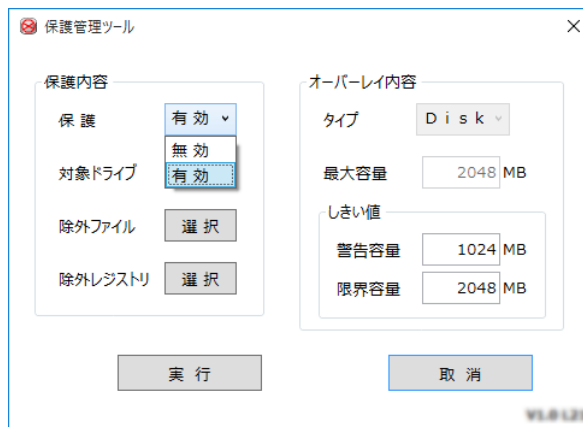 保護管理ツール
保護内容
保 護
有 効
無 効
有 効
対象ドライブ
除外ファイル
選 択
除外レジストリ
選 択
オーバーレイ内容
タイプ
Ｄｉｓｋ
最大容量
2048 MB
しきい値
警告容量
1024 MB
限界容量
2048 MB
実 行
取 消